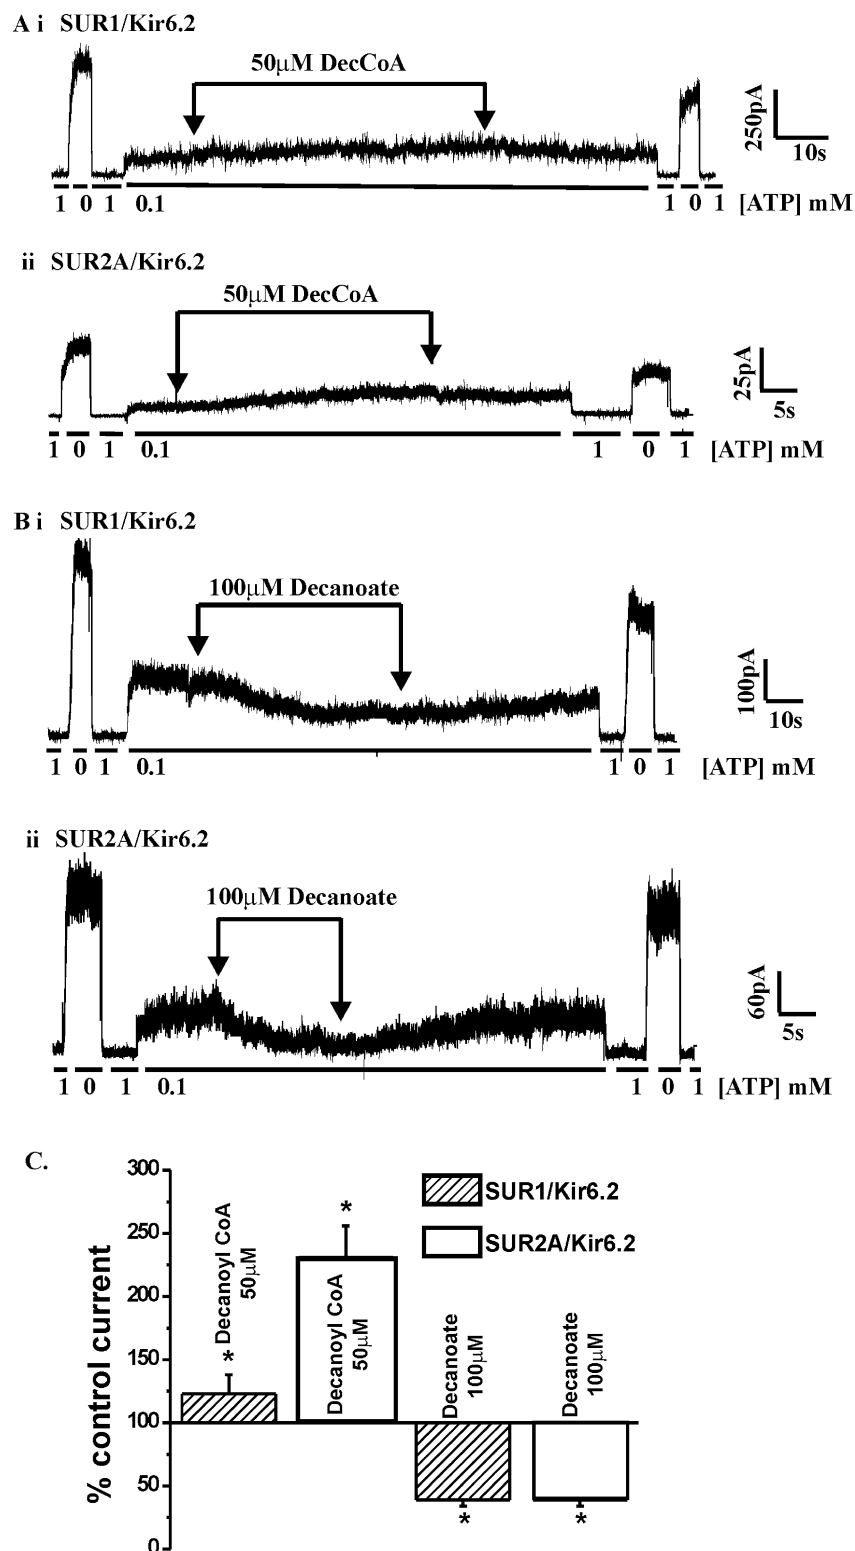 A i SUR1/Kir6.2
50μM DecCoA
250pA
10s
1 0 1 0.1 1 0 1 [ATP] mM
ii SUR2A/Kir6.2
50μM DecCoA
25pA
5s
1 0 1 0.1 1 0 1 [ATP] mM
B i SUR1/Kir6.2
100μM Decanoate
100pA
10s
1 0 1 0.1 1 0 1 [ATP] mM
ii SUR2A/Kir6.2
100μM Decanoate
60pA
5s
1 0 1 0.1 1 0 1 [ATP] mM
C.
% control current
300
250
200
150
100
50
0
SUR1/Kir6.2
SUR2A/Kir6.2
* Decanoyl CoA
50μM
*
Decanoyl CoA
50μM
Decanoate
100μM
*
Decanoate
100μM
*